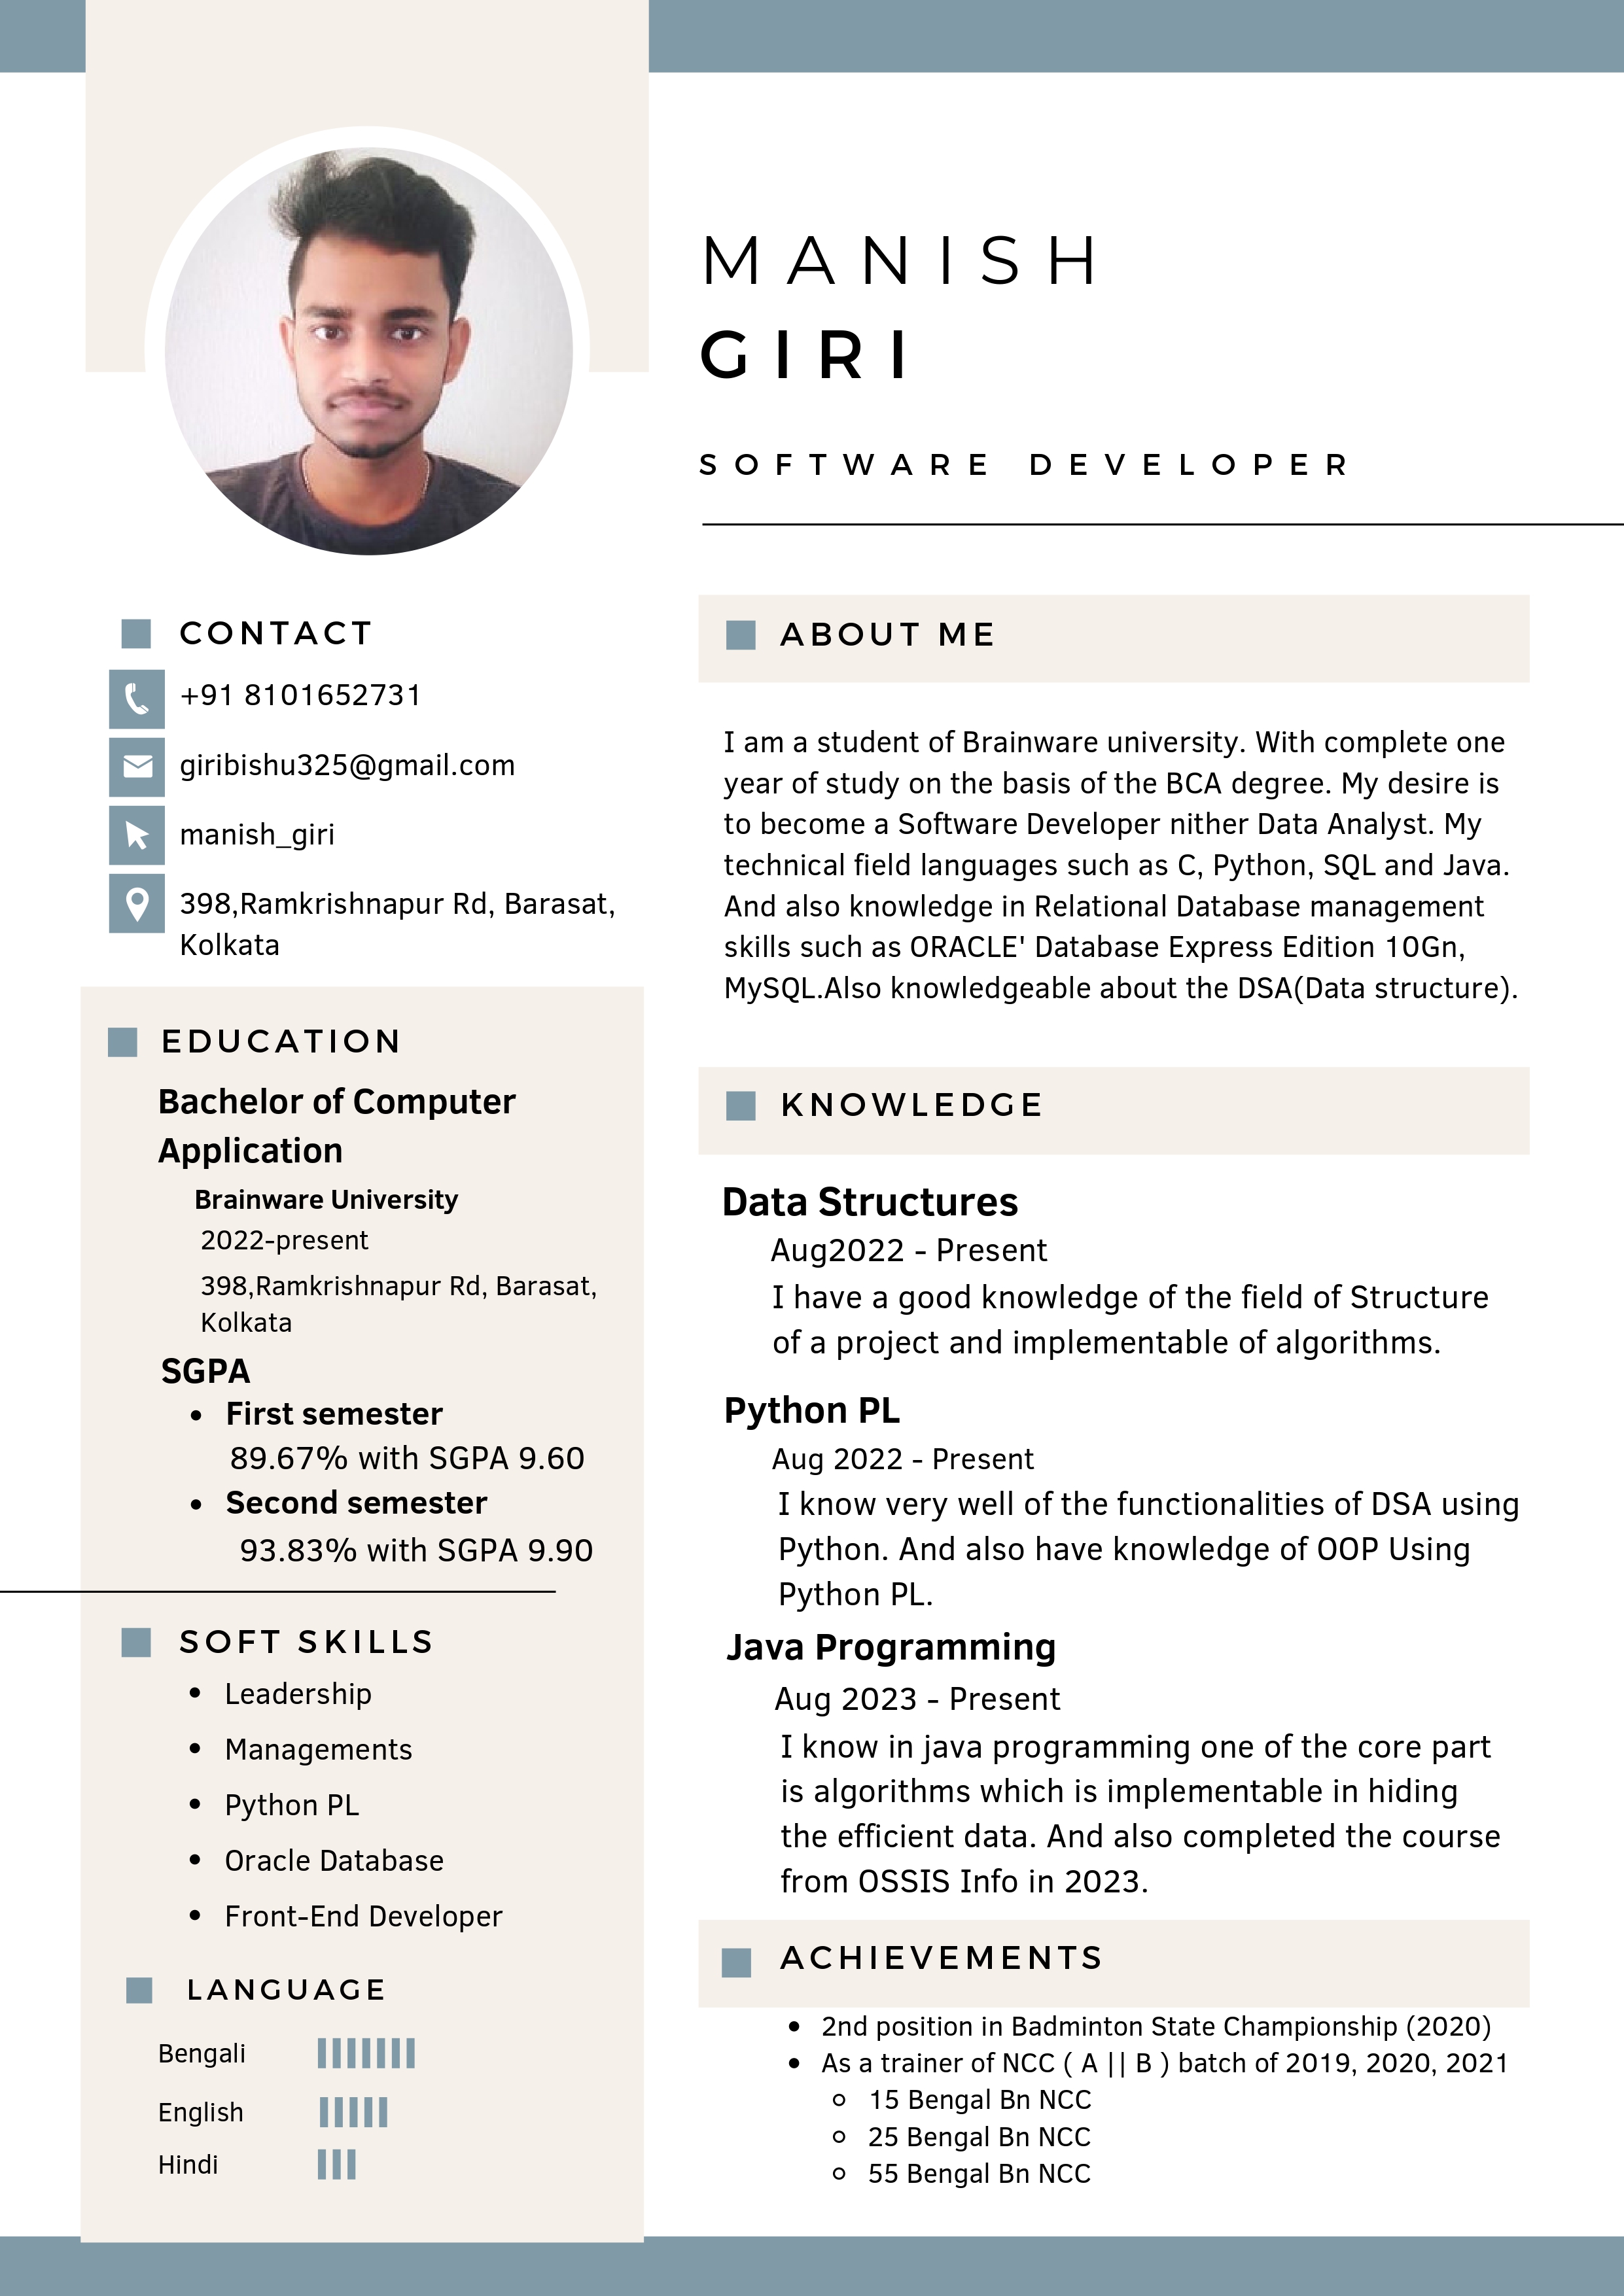 MANISH
GIRI
SOFTWARE DEVELOPER
CONTACT
+91 8101652731
giribishu325@gmail.com
manish_giri
398,Ramkrishnapur Rd, Barasat,
Kolkata
EDUCATION
Bachelor of Computer
Application
Brainware University
2022-present
398,Ramkrishnapur Rd, Barasat,
Kolkata
SGPA
• First semester
89.67% with SGPA 9.60
• Second semester
93.83% with SGPA 9.90
SOFT SKILLS
• Leadership
• Managements
• Python PL
• Oracle Database
• Front-End Developer
LANGUAGE
Bengali
English
Hindi
ABOUT ME
I am a student of Brainware university. With complete one
year of study on the basis of the BCA degree. My desire is
to become a Software Developer nither Data Analyst. My
technical field languages such as C, Python, SQL and Java.
And also knowledge in Relational Database management
skills such as ORACLE' Database Express Edition 10Gn,
MySQL.Also knowledgeable about the DSA(Data structure).
KNOWLEDGE
Data Structures
Aug2022 - Present
I have a good knowledge of the field of Structure
of a project and implementable of algorithms.
Python PL
Aug 2022 - Present
I know very well of the functionalities of DSA using
Python. And also have knowledge of OOP Using
Python PL.
Java Programming
Aug 2023 - Present
I know in java programming one of the core part
is algorithms which is implementable in hiding
the efficient data. And also completed the course
from OSSIS Info in 2023.
ACHIEVEMENTS
• 2nd position in Badminton State Championship (2020)
• As a trainer of NCC ( A || B ) batch of 2019, 2020, 2021
○ 15 Bengal Bn NCC
○ 25 Bengal Bn NCC
○ 55 Bengal Bn NCC